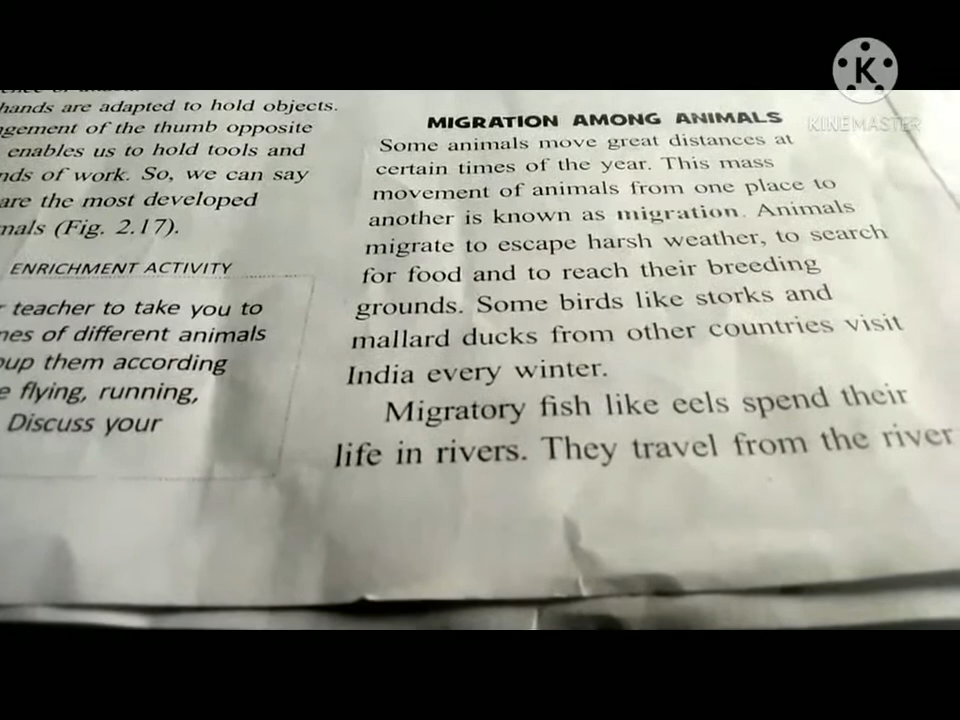 hands are adapted to hold objects.
gement of the thumb opposite
enables us to hold tools and
nds of work. So, we can say
are the most developed
mals (Fig. 2.17).
ENRICHMENT ACTIVITY
teacher to take you to
nes of different animals
oup them according
e flying, running,
Discuss your
MIGRATION AMONG ANIMALS
Some animals move great distances at
certain times of the year. This mass
movement of animals from one place to
another is known as migration. Animals
migrate to escape harsh weather, to search
for food and to reach their breeding
grounds. Some birds like storks and
mallard ducks from other countries visit
India every winter.
Migratory fish like eels spend their
life in rivers. They travel from the river
K
KINEMASTER